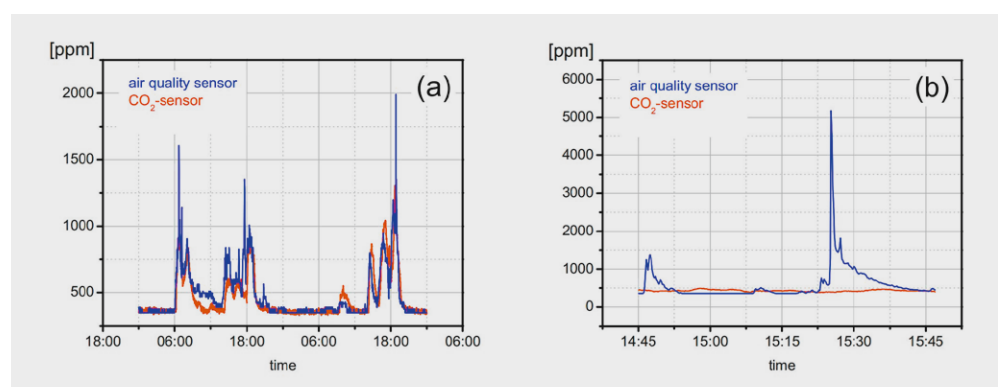 [ppm]
air quality sensor
CO₂-sensor
(a)
2000
1500
1000
500
18:00 06:00 18:00 06:00 18:00 06:00
time
[ppm]
air quality sensor
CO₂-sensor
(b)
6000
5000
4000
3000
2000
1000
0
14:45 15:00 15:15 15:30 15:45
time